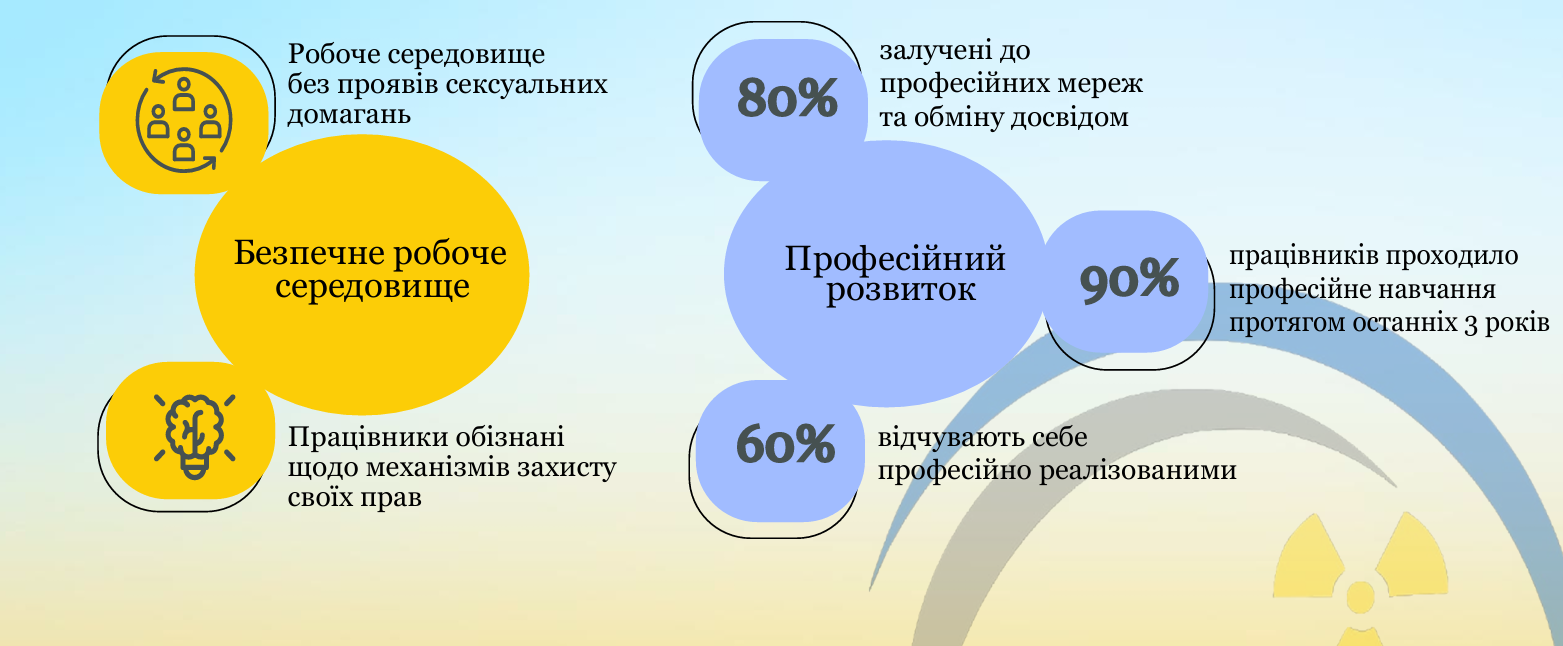 Робоче середовище
без проявів сексуальних
домагань
Безпечне робоче
середовище
Працівники обізнані
щодо механізмів захисту
своїх прав
80%
залучені до
професійних мереж
та обміну досвідом
Професійний
розвиток
90%
працівників проходило
професійне навчання
протягом останніх 3 років
60%
відчувають себе
професійно реалізованими